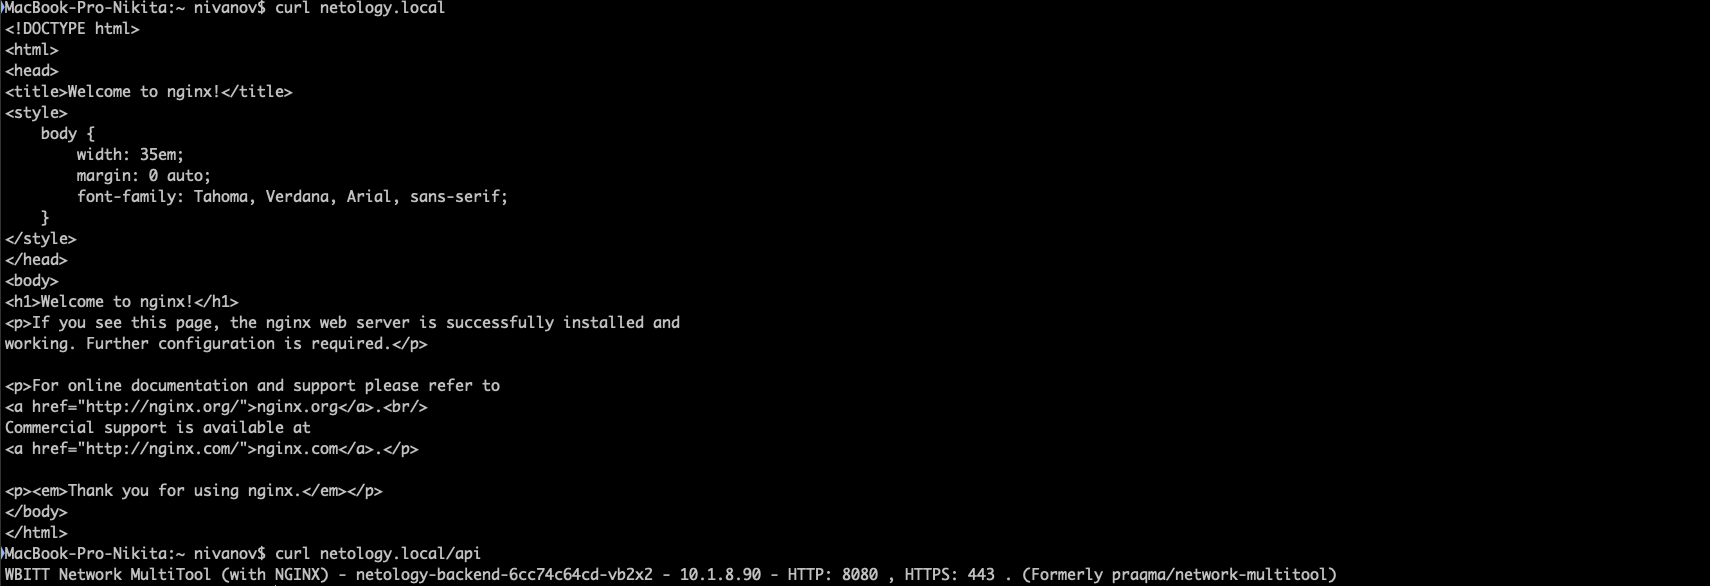 MacBook-Pro-Nikita:~ nivanov$ curl netology.local
<!DOCTYPE html>
<html>
<head>
<title>Welcome to nginx!</title>
<style>
    body {
        width: 35em;
        margin: 0 auto;
        font-family: Tahoma, Verdana, Arial, sans-serif;
    }
</style>
</head>
<body>
<h1>Welcome to nginx!</h1>
<p>If you see this page, the nginx web server is successfully installed and
working. Further configuration is required.</p>

<p>For online documentation and support please refer to
<a href="http://nginx.org/">nginx.org</a>.<br/>
Commercial support is available at
<a href="http://nginx.com/">nginx.com</a>.</p>

<p><em>Thank you for using nginx.</em></p>
</body>
</html>
MacBook-Pro-Nikita:~ nivanov$ curl netology.local/api
WBITT Network MultiTool (with NGINX) - netology-backend-6cc74c64cd-vb2x2 - 10.1.8.90 - HTTP: 8080 , HTTPS: 443 . (Formerly praqma/network-multitool)